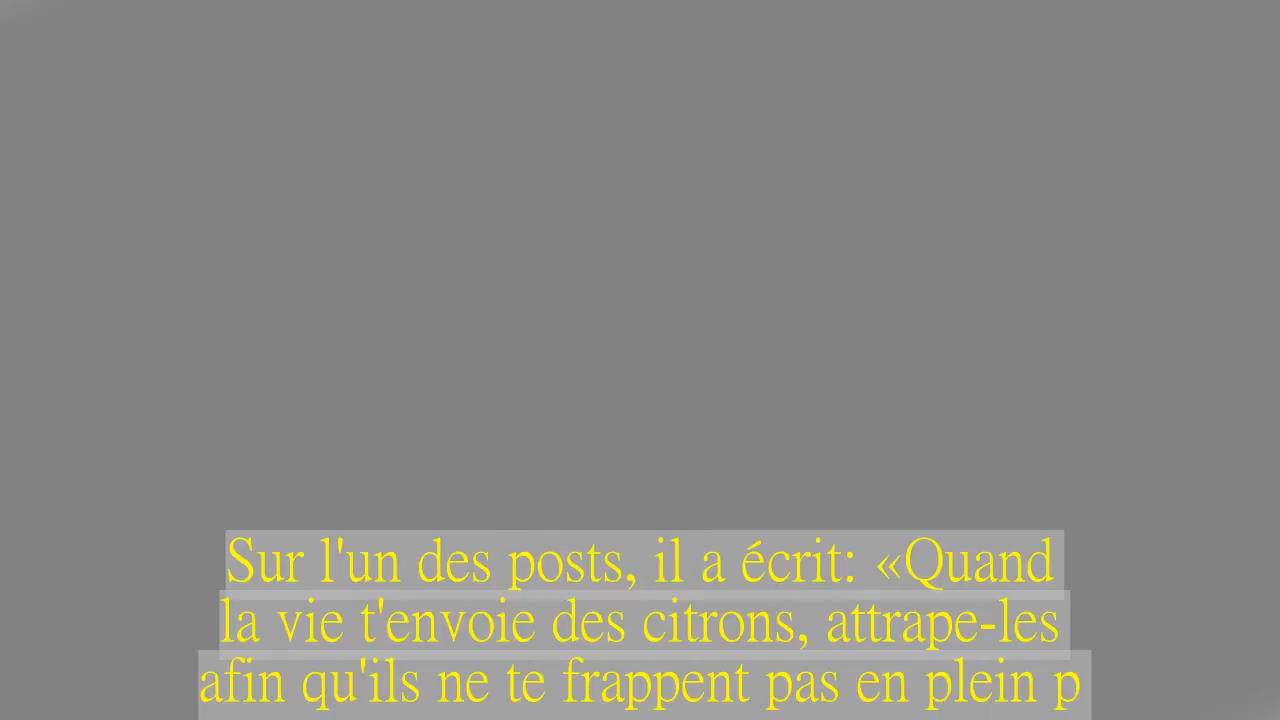 Sur l'un des posts, il a écrit: «Quand
la vie t'envoie des citrons, attrape-les
afin qu'ils ne te frappent pas en plein p